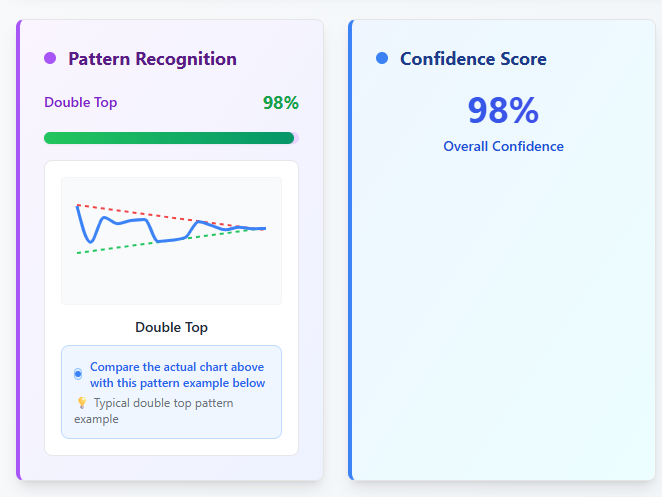 Pattern Recognition
Double Top 98%
Double Top
Compare the actual chart above
with this pattern example below
💡 Typical double top pattern
example
Confidence Score
98%
Overall Confidence